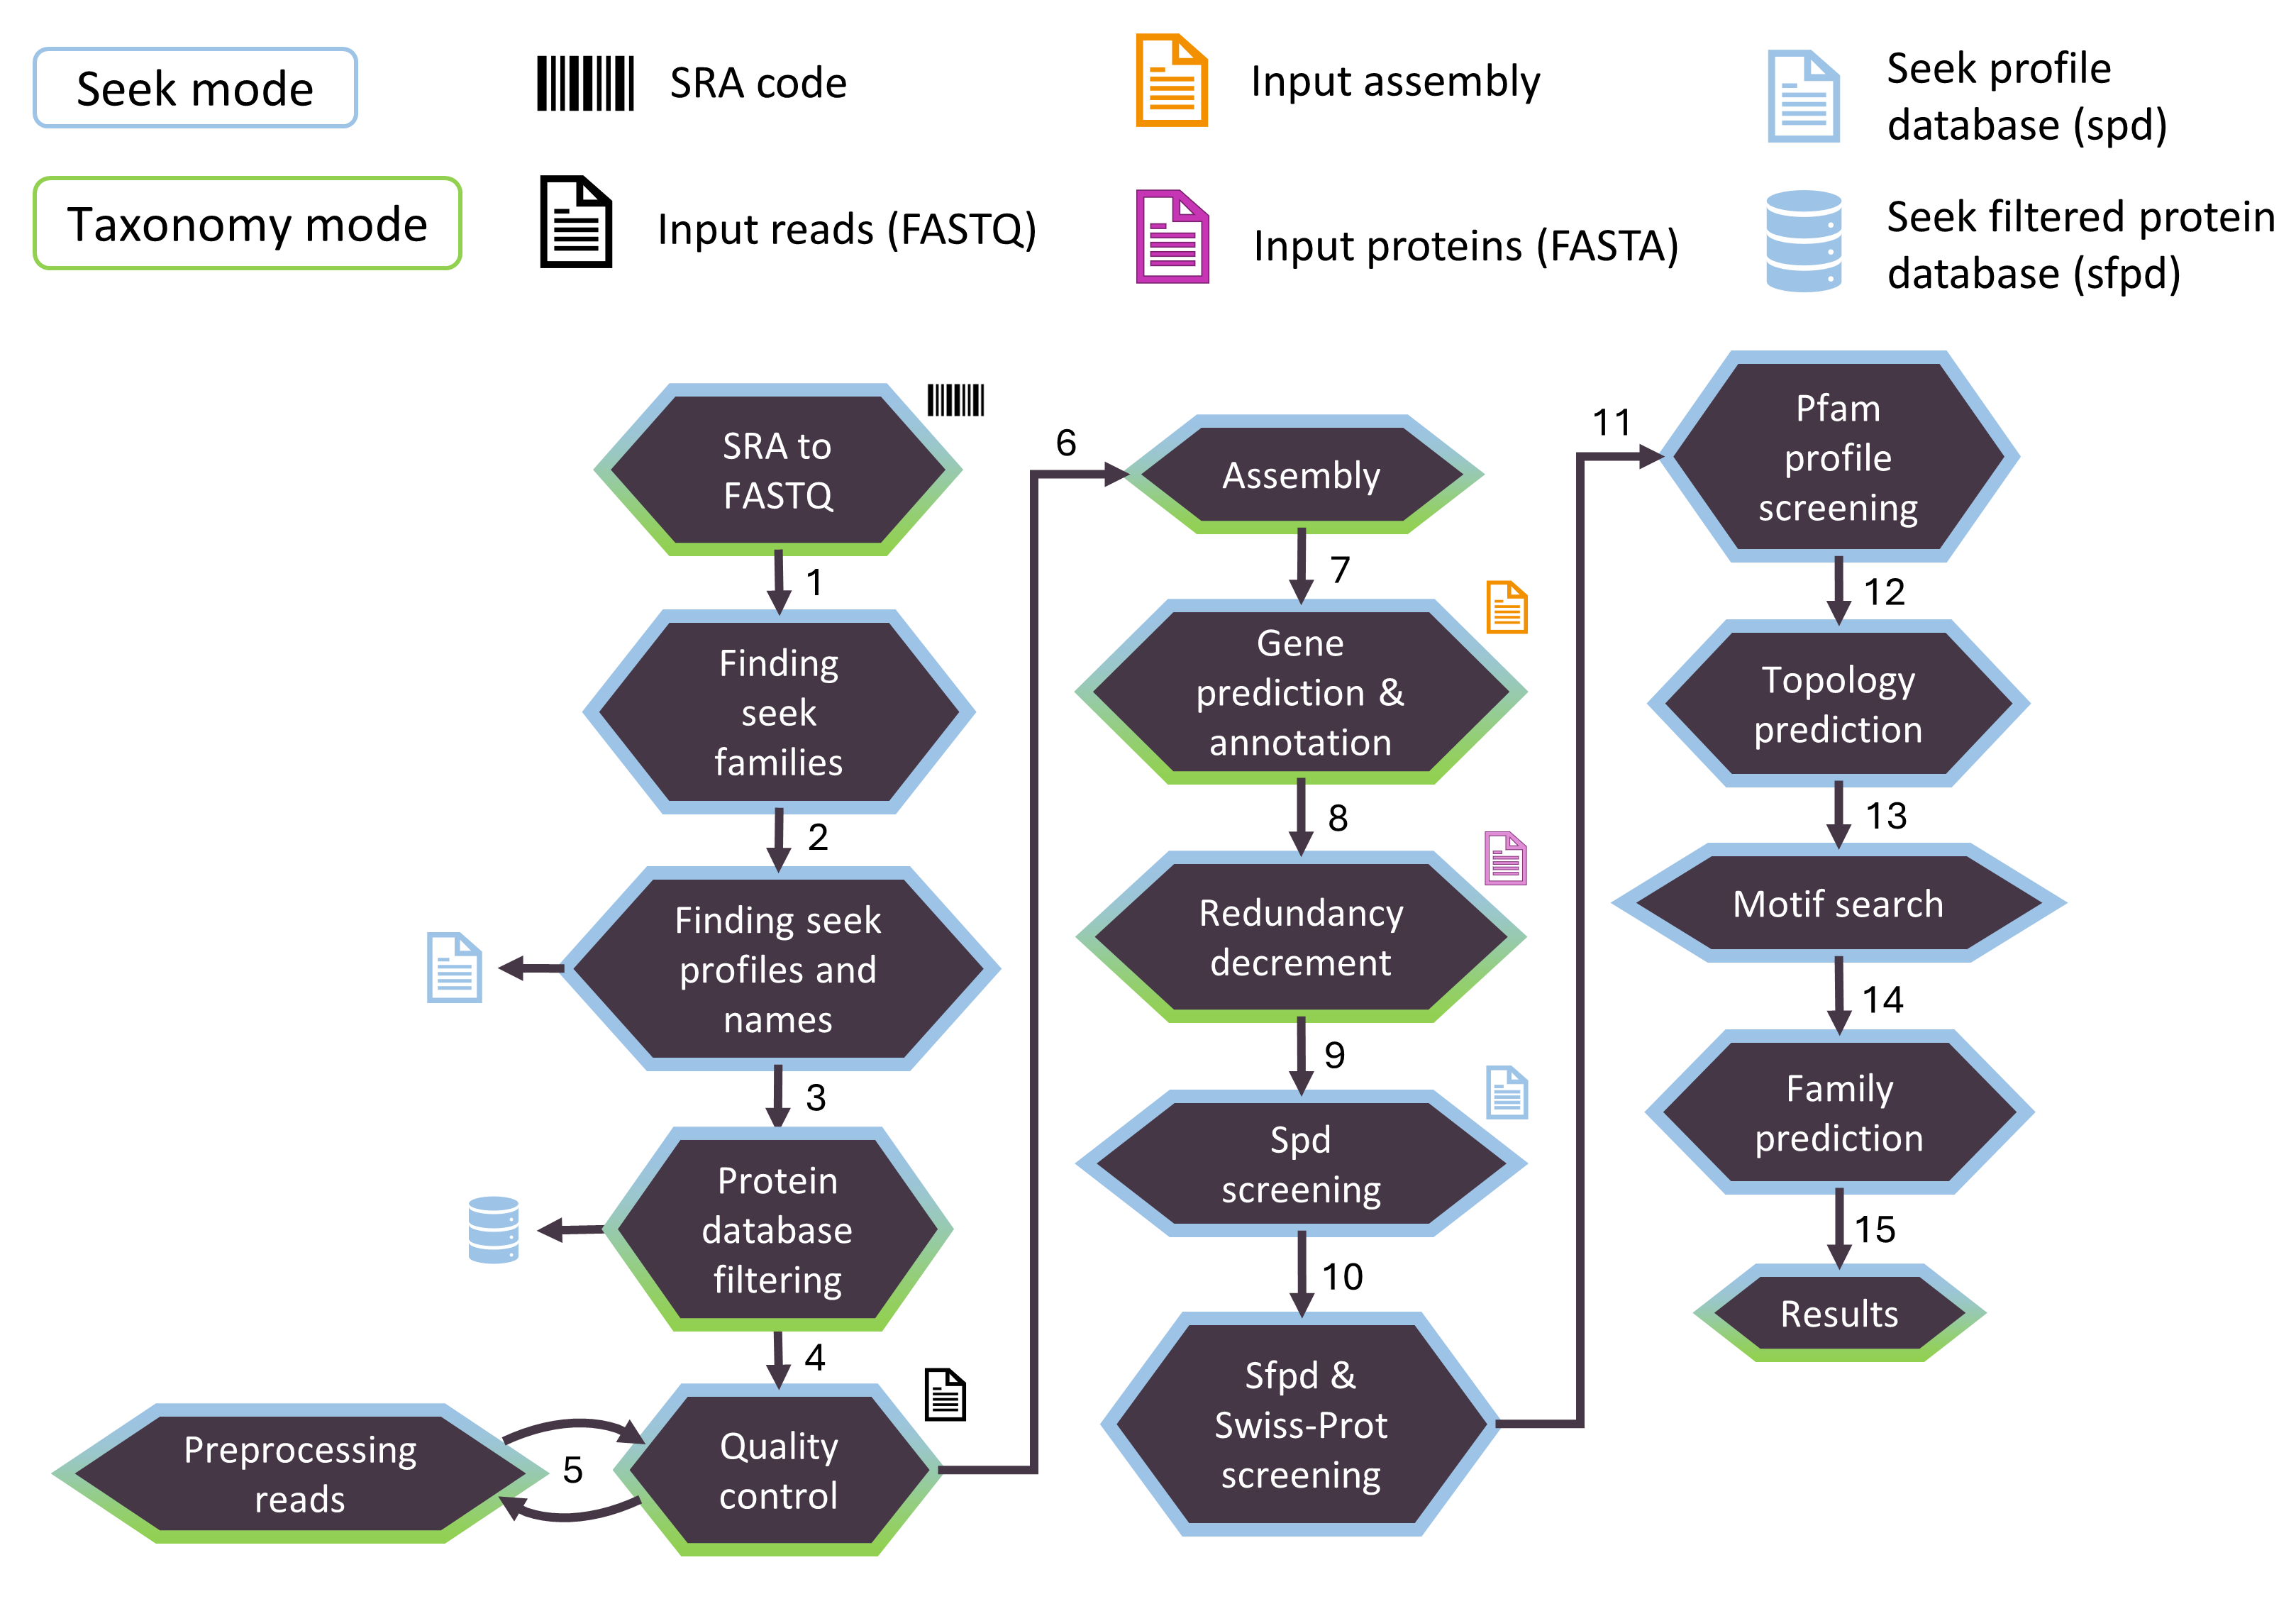 Seek mode
Taxonomy mode
SRA code
Input reads (FASTQ)
Input assembly
Input proteins (FASTA)
Seek profile
database (spd)
Seek filtered protein
database (sfpd)
SRA to
FASTQ
1
Finding
seek
families
2
Finding seek
profiles and
names
3
Protein
database
filtering
4
Quality
control
5
Preprocessing
reads
6
Assembly
7
Gene
prediction &
annotation
8
Redundancy
decrement
9
Spd
screening
10
Sfpd &
Swiss-Prot
screening
11
Pfam
profile
screening
12
Topology
prediction
13
Motif search
14
Family
prediction
15
Results